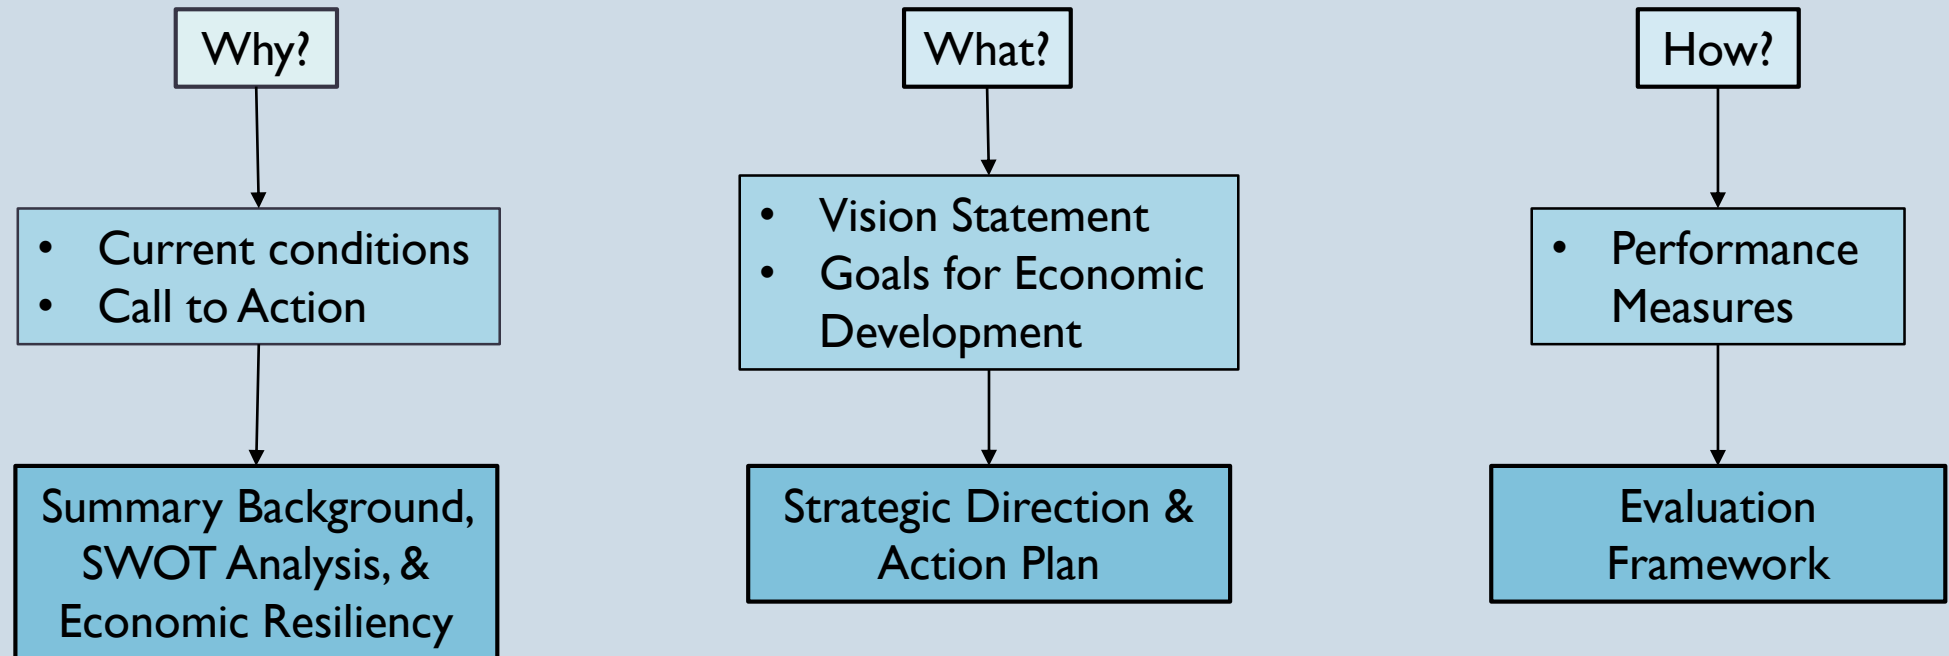 Why?
What?
How?
• Current conditions
• Call to Action
• Vision Statement
• Goals for Economic
Development
• Performance
Measures
Summary Background,
SWOT Analysis, &
Economic Resiliency
Strategic Direction &
Action Plan
Evaluation
Framework